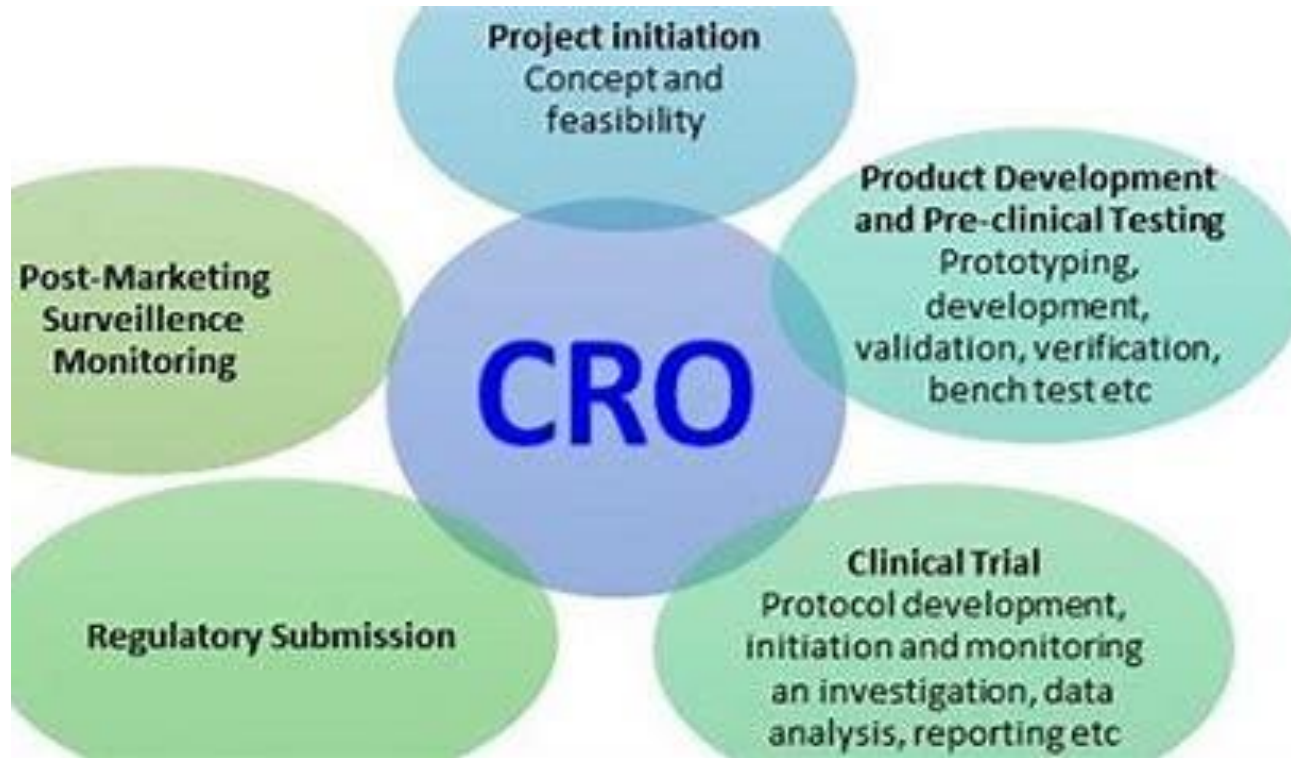 Project initiation
Concept and
feasibility
Product Development
and Pre-clinical Testing
Prototyping,
development,
validation, verification,
bench test etc
Post-Marketing
Surveillence
Monitoring
CRO
Clinical Trial
Protocol development,
initiation and monitoring
an investigation, data
analysis, reporting etc
Regulatory Submission